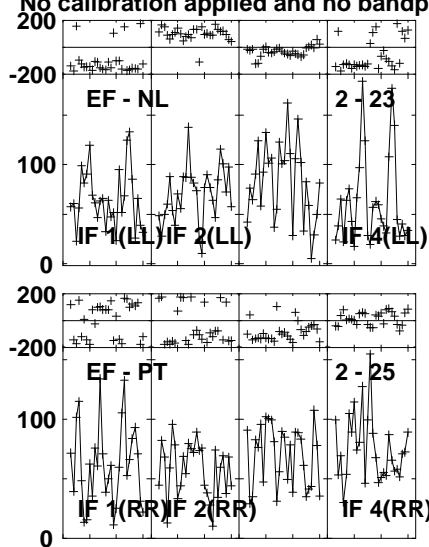 No calibration applied and no bandp
200
-200
EF - NL 2 - 23
100
IF 1(LL) IF 2(LL) IF 4(LL)
0
200
-200
EF - PT 2 - 25
100
IF 1(RR) IF 2(RR) IF 4(RR)
0